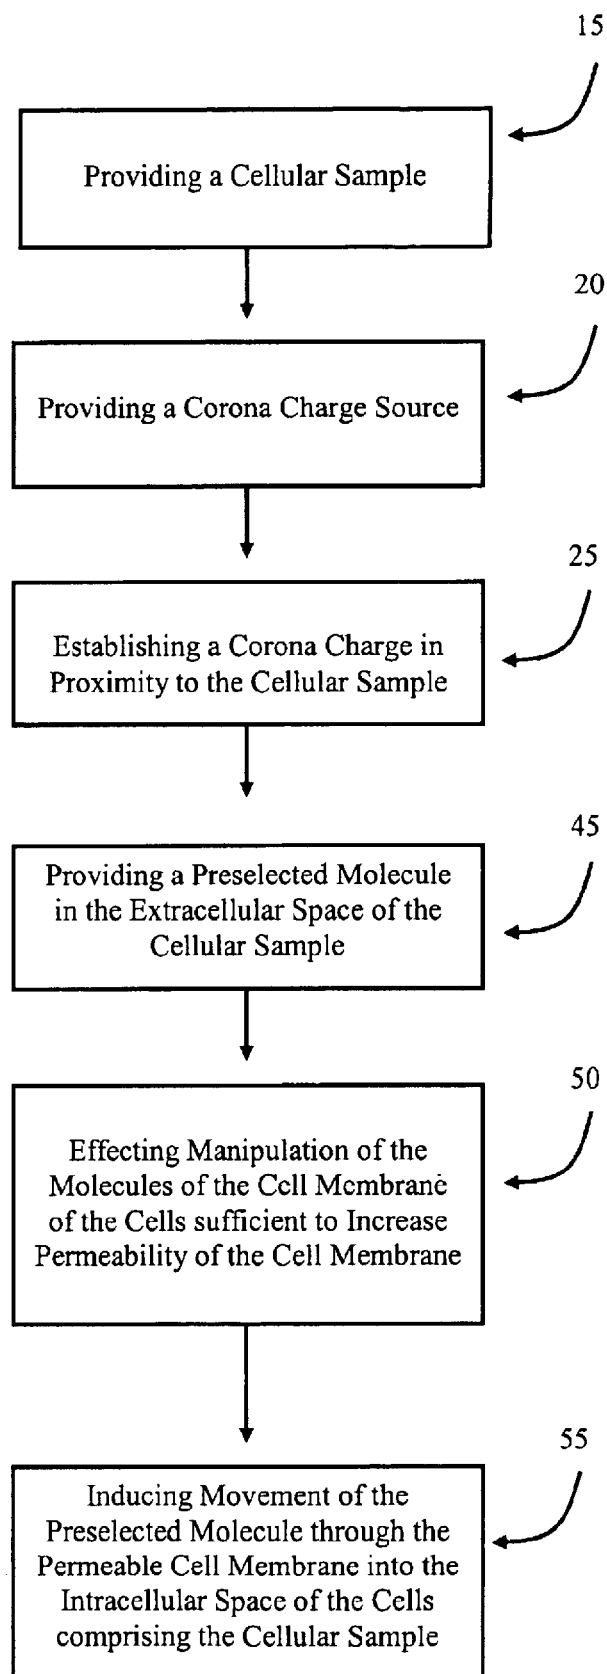 15
Providing a Cellular Sample
20
Providing a Corona Charge Source
25
Establishing a Corona Charge in
Proximity to the Cellular Sample
45
Providing a Preselected Molecule
in the Extracellular Space of the
Cellular Sample
50
Effecting Manipulation of the
Molecules of the Cell Membrane
of the Cells sufficient to Increase
Permeability of the Cell Membrane
55
Inducing Movement of the
Preselected Molecule through the
Permeable Cell Membrane into the
Intracellular Space of the Cells
comprising the Cellular Sample